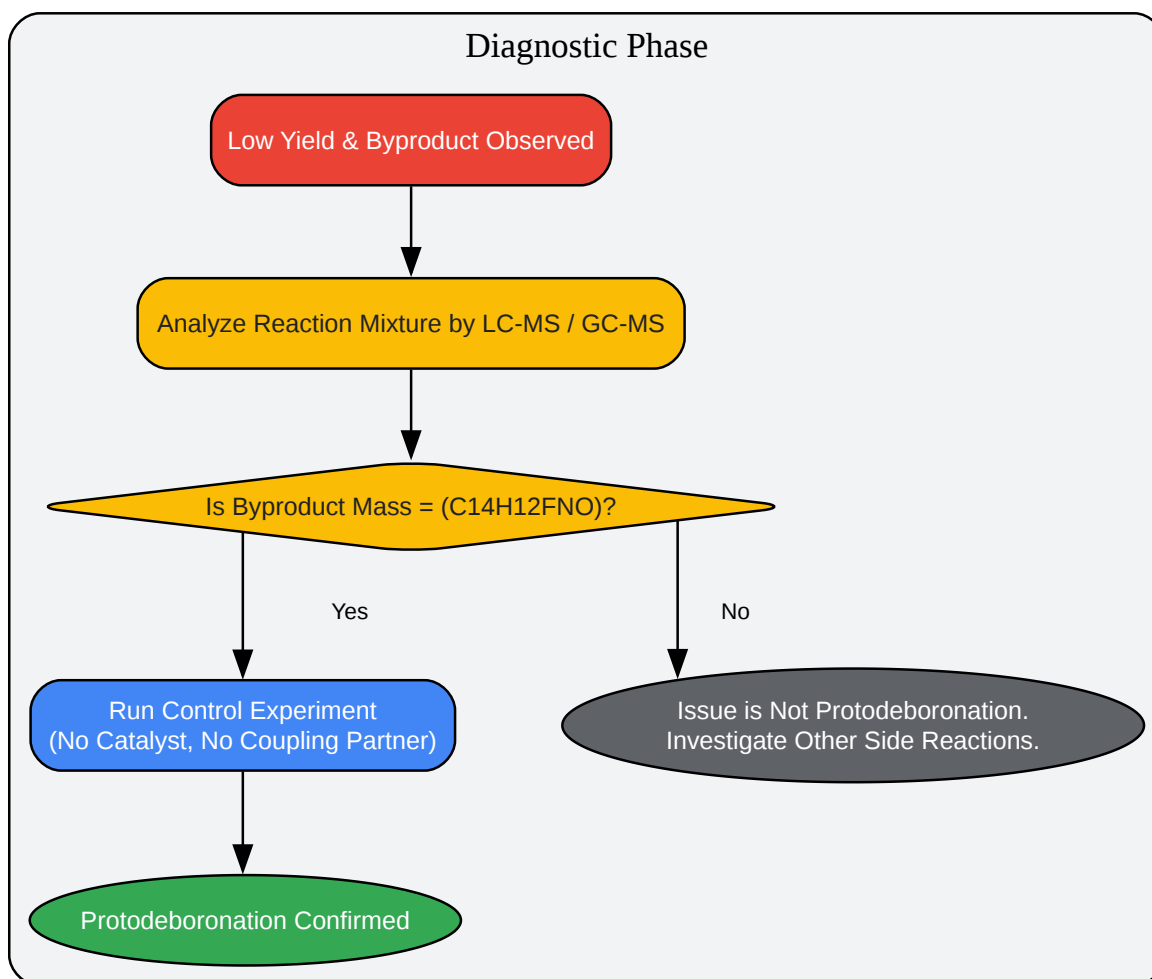 Diagnostic Phase
Low Yield & Byproduct Observed
Analyze Reaction Mixture by LC-MS / GC-MS
Is Byproduct Mass = (C14H12FNO)?
Yes
No
Run Control Experiment
(No Catalyst, No Coupling Partner)
Issue is Not Protodeboronation.
Investigate Other Side Reactions.
Protodeboronation Confirmed